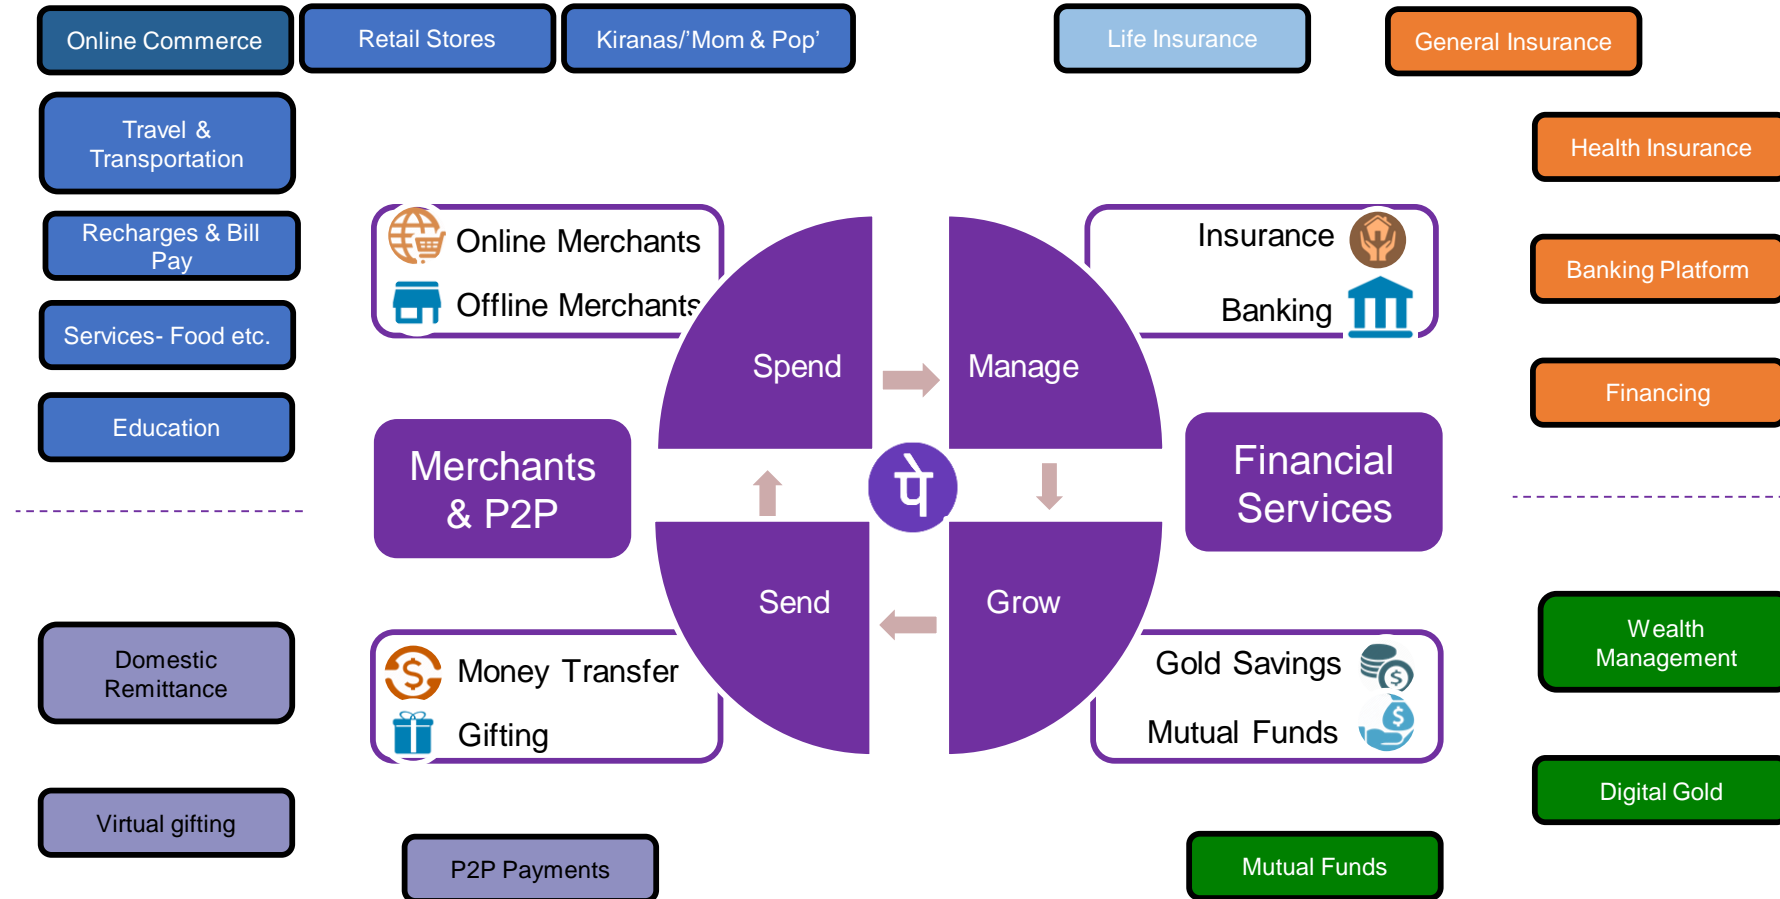 Online Commerce
Retail Stores
Kiranas/’Mom & Pop’
Life Insurance
General Insurance
Travel &
Transportation
Health Insurance
Recharges & Bill
Pay
Online Merchants
Offline Merchants
Insurance
Banking
Banking Platform
Services- Food etc.
Spend
Manage
Financing
Education
Merchants
& P2P
पे
Financial
Services
Send
Grow
Domestic
Remittance
Money Transfer
Gifting
Gold Savings
Mutual Funds
Wealth
Management
Virtual gifting
Digital Gold
P2P Payments
Mutual Funds